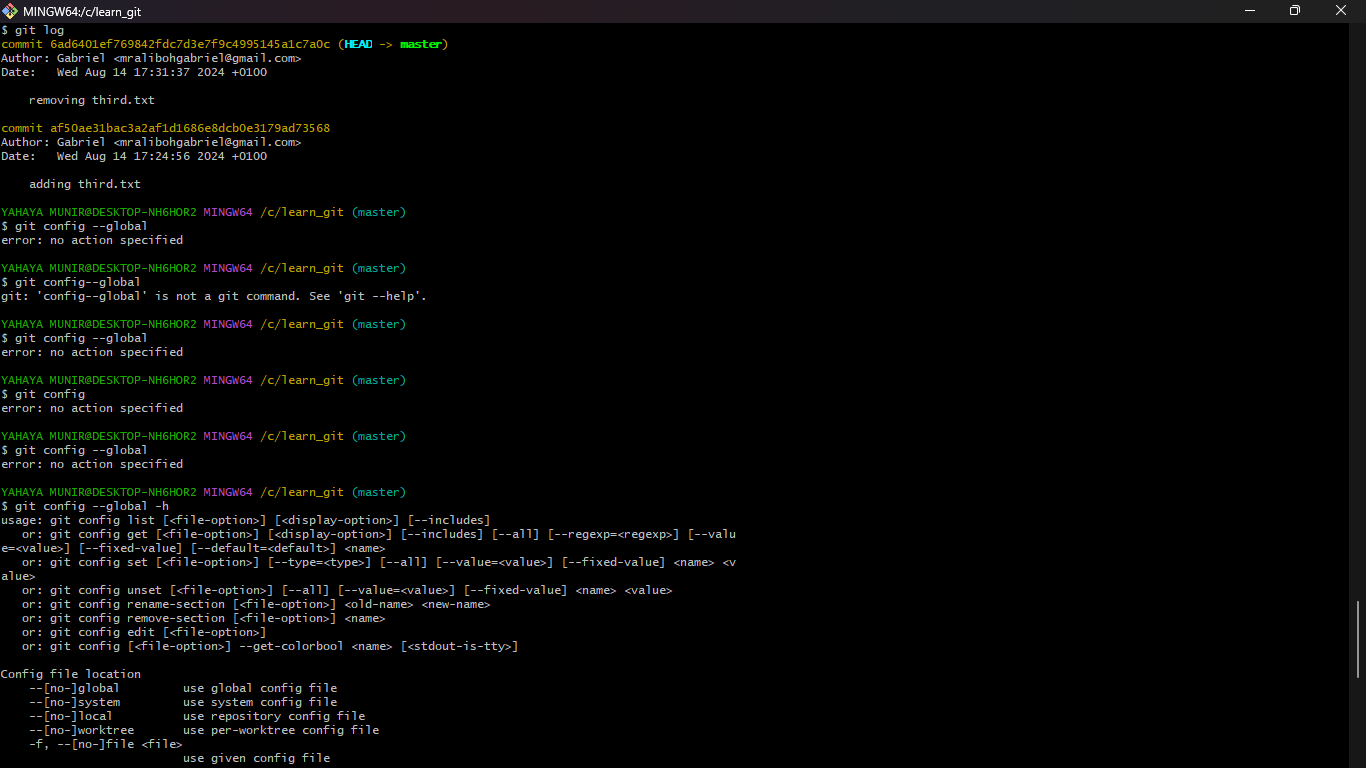 MINGW64:/c/learn_git
$ git log
commit 6ad6401ef769842fdc7d3e7f9c4995145a1c7a0c (HEAD -> master)
Author: Gabriel <mralibohgabriel@gmail.com>
Date:   Wed Aug 14 17:31:37 2024 +0100
    removing third.txt
commit af50ae31bac3a2af1d1686e8dcb0e3179ad73568
Author: Gabriel <mralibohgabriel@gmail.com>
Date:   Wed Aug 14 17:24:56 2024 +0100
    adding third.txt
YAHAYA MUNIR@DESKTOP-NH6HOR2 MINGW64 /c/learn_git (master)
$ git config --global
error: no action specified
YAHAYA MUNIR@DESKTOP-NH6HOR2 MINGW64 /c/learn_git (master)
$ git config--global
git: 'config--global' is not a git command. See 'git --help'.
YAHAYA MUNIR@DESKTOP-NH6HOR2 MINGW64 /c/learn_git (master)
$ git config --global
error: no action specified
YAHAYA MUNIR@DESKTOP-NH6HOR2 MINGW64 /c/learn_git (master)
$ git config
error: no action specified
YAHAYA MUNIR@DESKTOP-NH6HOR2 MINGW64 /c/learn_git (master)
$ git config --global
error: no action specified
YAHAYA MUNIR@DESKTOP-NH6HOR2 MINGW64 /c/learn_git (master)
$ git config --global -h
usage: git config list [<file-option>] [<display-option>] [--includes]
   or: git config get [<file-option>] [<display-option>] [--includes] [--all] [--regexp=<regexp>] [--valu
e=<value>] [--fixed-value] [--default=<default>] <name>
   or: git config set [<file-option>] [--type=<type>] [--all] [--value=<value>] [--fixed-value] <name> <v
alue>
   or: git config unset [<file-option>] [--all] [--value=<value>] [--fixed-value] <name> <value>
   or: git config rename-section [<file-option>] <old-name> <new-name>
   or: git config remove-section [<file-option>] <name>
   or: git config edit [<file-option>]
   or: git config [<file-option>] --get-colorbool <name> [<stdout-is-tty>]
Config file location
    --[no-]global         use global config file
    --[no-]system         use system config file
    --[no-]local          use repository config file
    --[no-]worktree       use per-worktree config file
    -f, --[no-]file <file>
                          use given config file